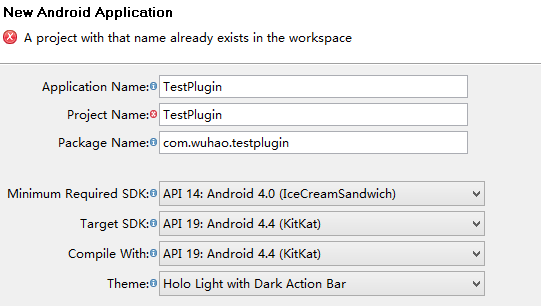 New Android Application
A project with that name already exists in the workspace
Application Name: TestPlugin
Project Name: TestPlugin
Package Name: com.wuhao.testplugin
Minimum Required SDK: API 14: Android 4.0 (IceCreamSandwich)
Target SDK: API 19: Android 4.4 (KitKat)
Compile With: API 19: Android 4.4 (KitKat)
Theme: Holo Light with Dark Action Bar